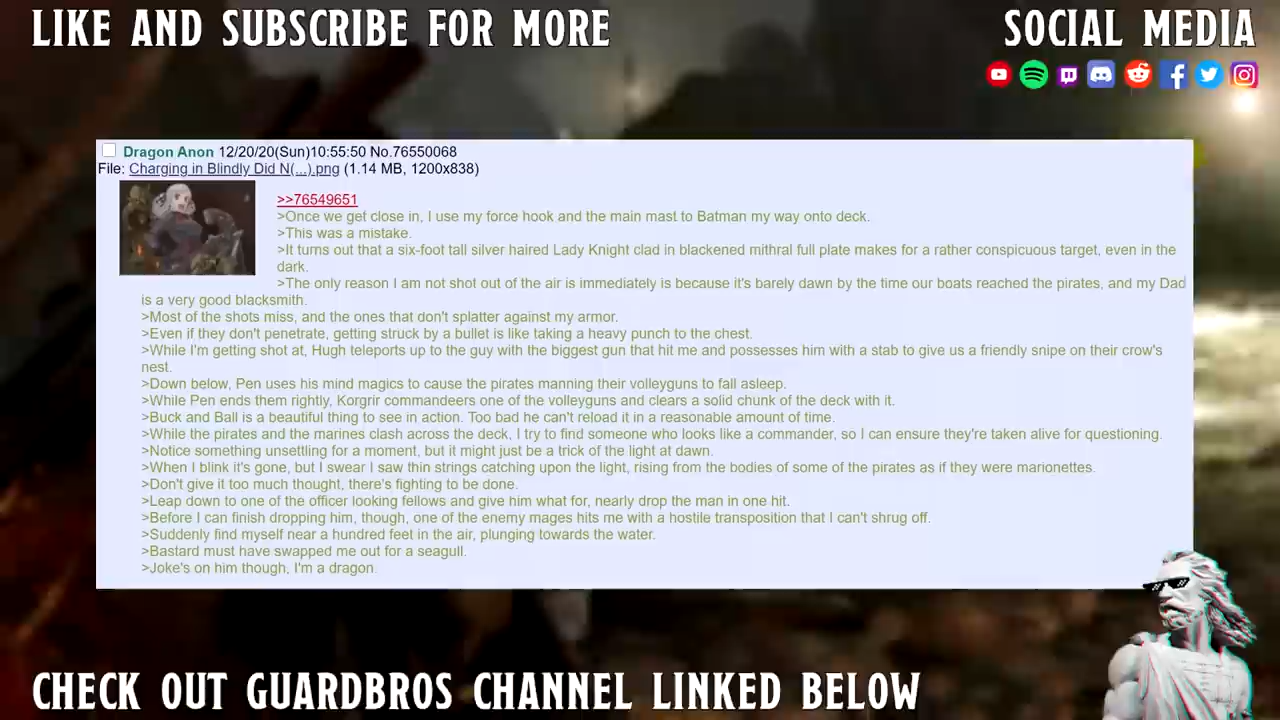 LIKE AND SUBSCRIBE FOR MORE
SOCIAL MEDIA
Dragon Anon 12/20/20(Sun)10:55:50 No.76550068
File: Charging in Blindly Did N(...).png (1.14 MB, 1200x838)
>>76549651
>Once we get close in, I use my force hook and the main mast to Batman my way onto deck.
>This was a mistake.
>It turns out that a six-foot tall silver haired Lady Knight clad in blackened mithral full plate makes for a rather conspicuous target, even in the
dark.
>The only reason I am not shot out of the air is immediately is because it's barely dawn by the time our boats reached the pirates, and my Dad
is a very good blacksmith.
>Most of the shots miss, and the ones that don't splatter against my armor.
>Even if they don't penetrate, getting struck by a bullet is like taking a heavy punch to the chest.
>While I'm getting shot at, Hugh teleports up to the guy with the biggest gun that hit me and possesses him with a stab to give us a friendly snipe on their crow's
nest.
>Down below, Pen uses his mind magics to cause the pirates manning their volleyguns to fall asleep.
>While Pen ends them rightly, Korgrir commandeers one of the volleyguns and clears a solid chunk of the deck with it.
>Buck and Ball is a beautiful thing to see in action. Too bad he can't reload it in a reasonable amount of time.
>While the pirates and the marines clash across the deck, I try to find someone who looks like a commander, so I can ensure they're taken alive for questioning.
>Notice something unsettling for a moment, but it might just be a trick of the light at dawn.
>When I blink it's gone, but I swear I saw thin strings catching upon the light, rising from the bodies of some of the pirates as if they were marionettes.
>Don't give it too much thought, there's fighting to be done.
>Leap down to one of the officer looking fellows and give him what for, nearly drop the man in one hit.
>Before I can finish dropping him, though, one of the enemy mages hits me with a hostile transposition that I can't shrug off.
>Suddenly find myself near a hundred feet in the air, plunging towards the water.
>Bastard must have swapped me out for a seagull.
>Joke's on him though, I'm a dragon.
CHECK OUT GUARDBROS CHANNEL LINKED BELOW